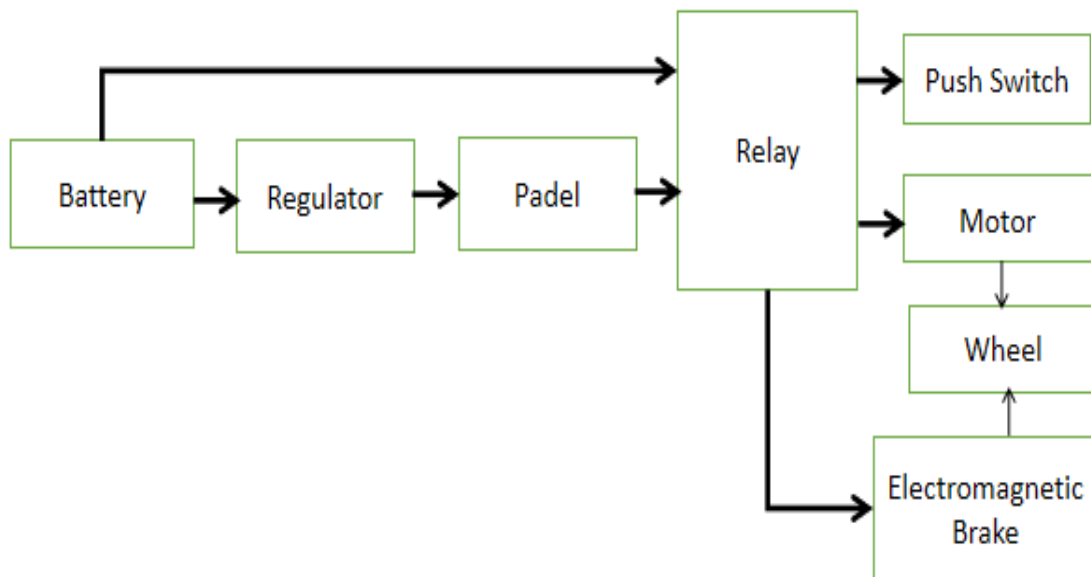 Push Switch
Relay
Battery
Regulator
Padel
Motor
Wheel
Electromagnetic
Brake